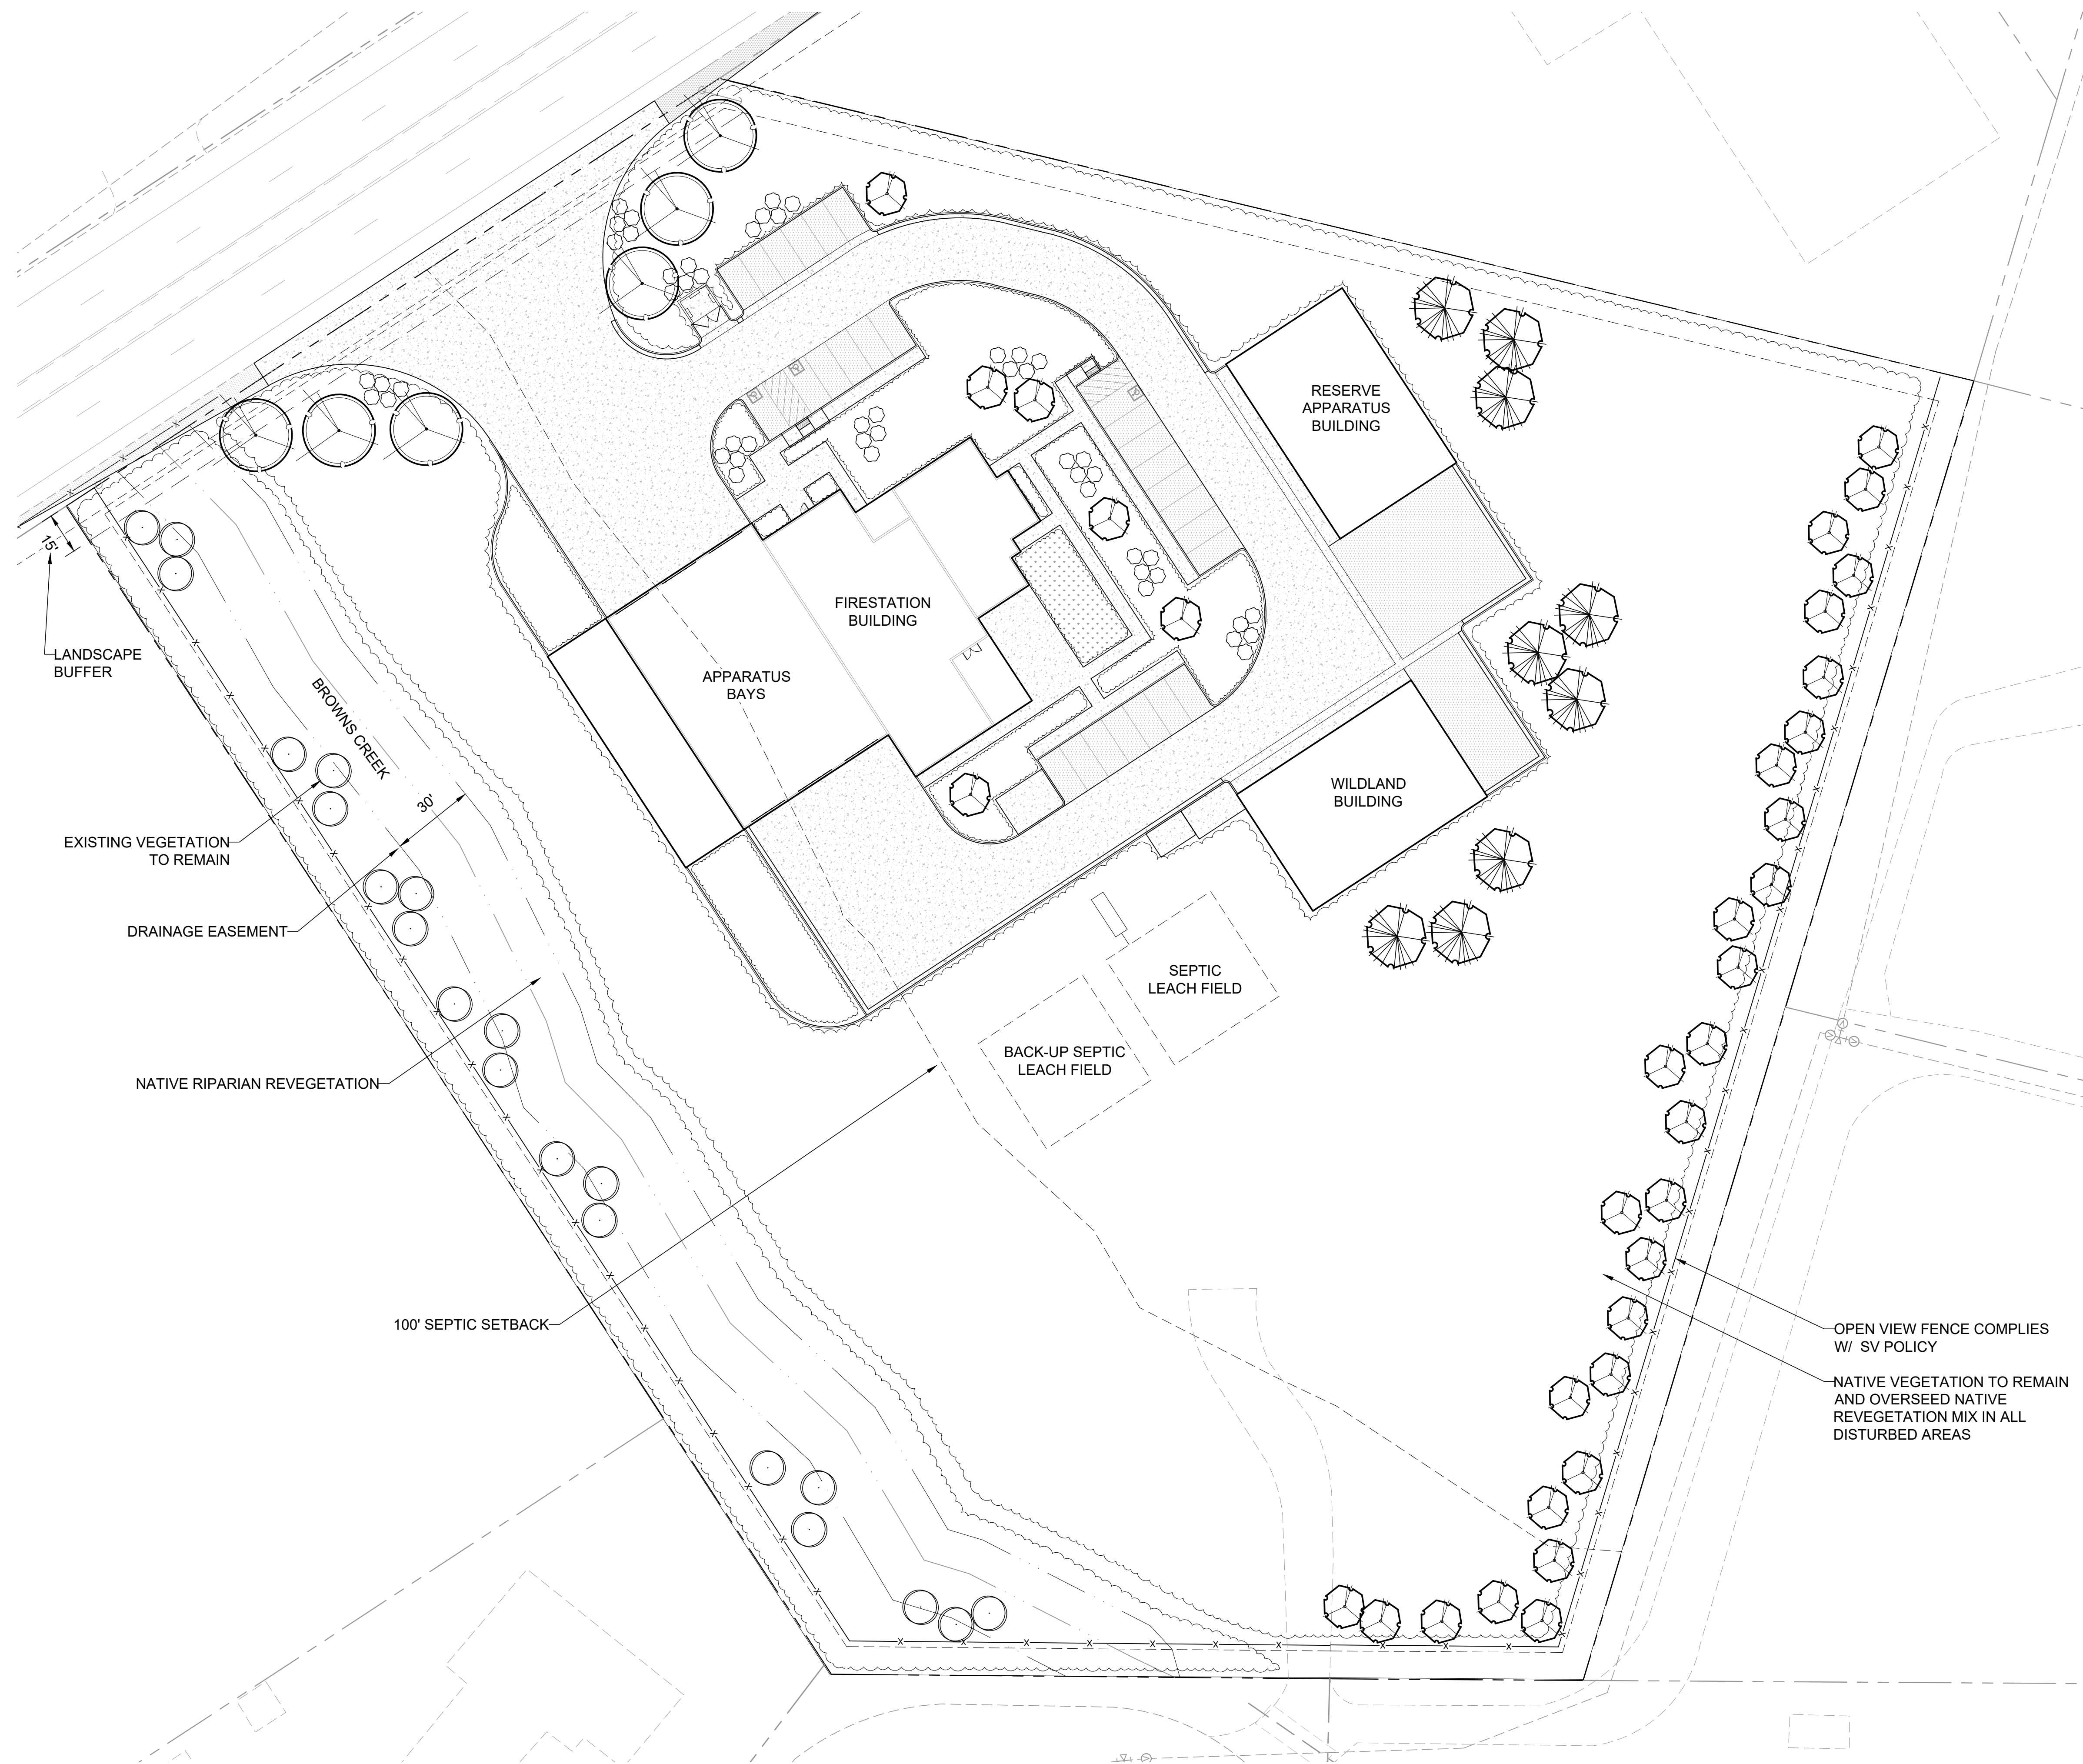 RESERVE
APPARATUS
BUILDING
15'
FIRESTATION
BUILDING
LANDSCAPE
BUFFER
APPARATUS
BAYS
BROWNS CREEK
WILDLAND
BUILDING
30'
EXISTING VEGETATION
TO REMAIN
DRAINAGE EASEMENT
SEPTIC
LEACH FIELD
BACK-UP SEPTIC
LEACH FIELD
NATIVE RIPARIAN REVEGETATION
100' SEPTIC SETBACK
OPEN VIEW FENCE COMPLIES
W/ SV POLICY
NATIVE VEGETATION TO REMAIN
AND OVERSEED NATIVE
REVEGETATION MIX IN ALL
DISTURBED AREAS